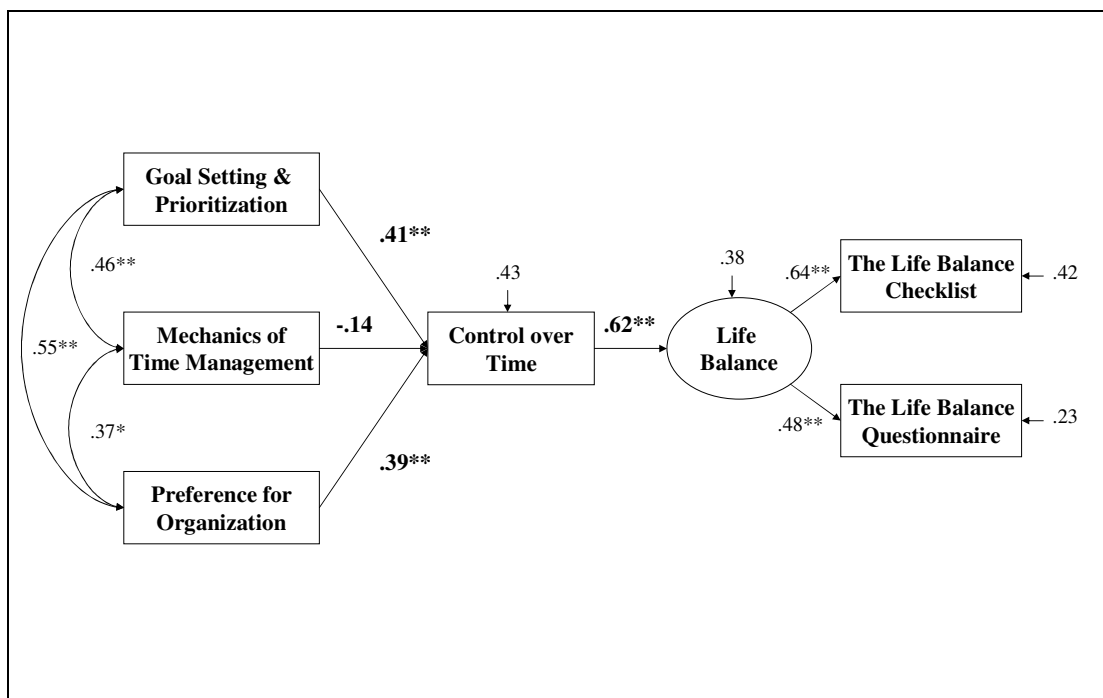 Goal Setting &
Prioritization
.41**
.46**
.43
.38
.64**
The Life Balance
Checklist
.42
.55**
Mechanics of
Time Management
-.14
Control over
Time
.62**
Life
Balance
.37*
.39**
.48**
The Life Balance
Questionnaire
.23
Preference for
Organization